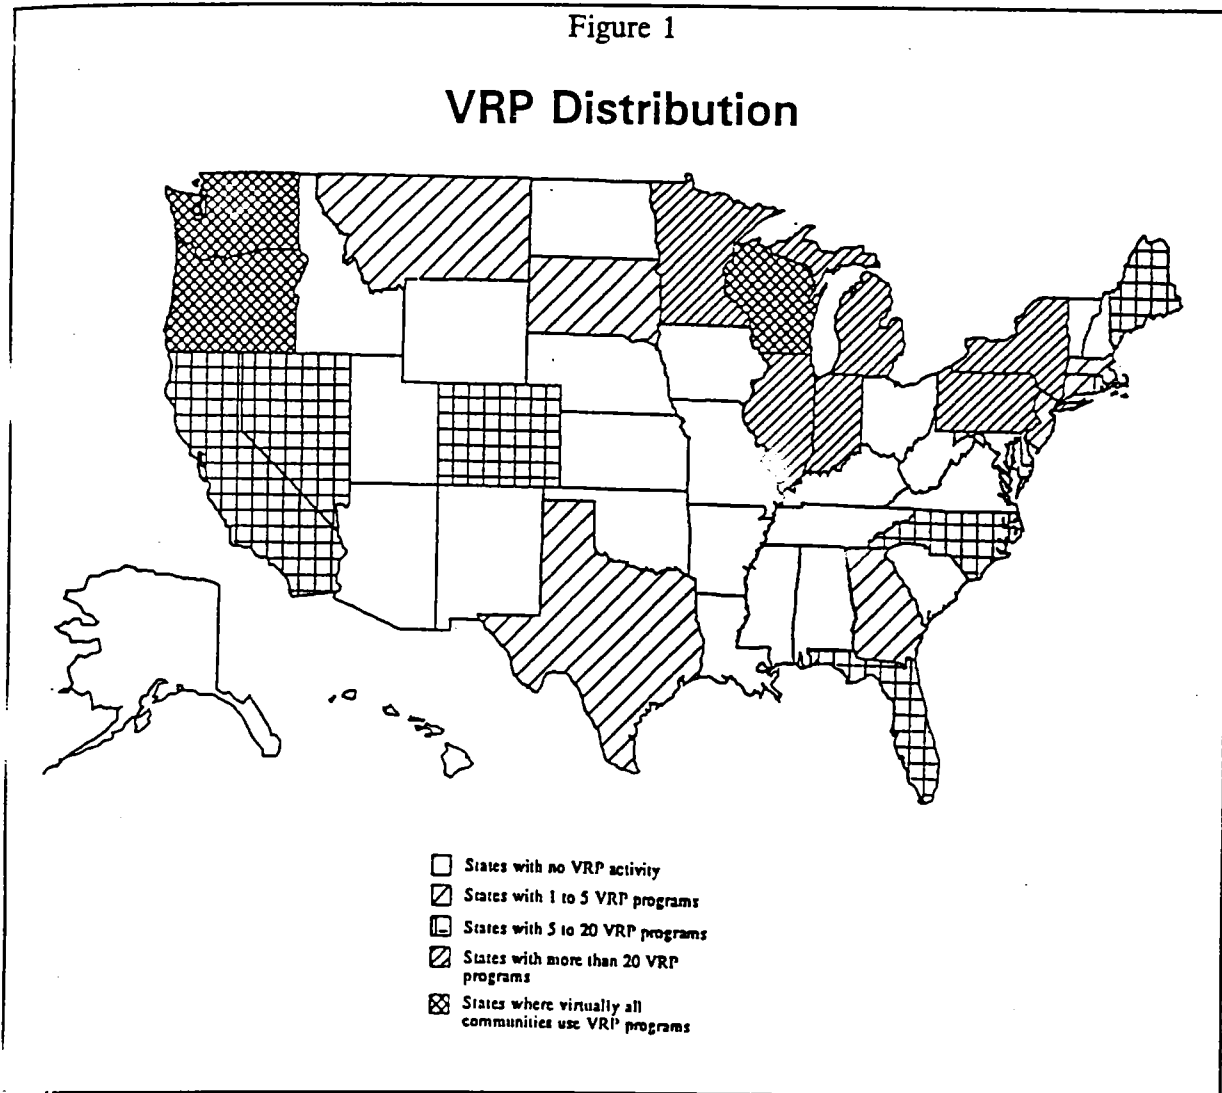 Figure 1
VRP Distribution
States with no VRP activity
States with 1 to 5 VRP programs
States with 5 to 20 VRP programs
States with more than 20 VRP
programs
States where virtually all
communities use VRP programs